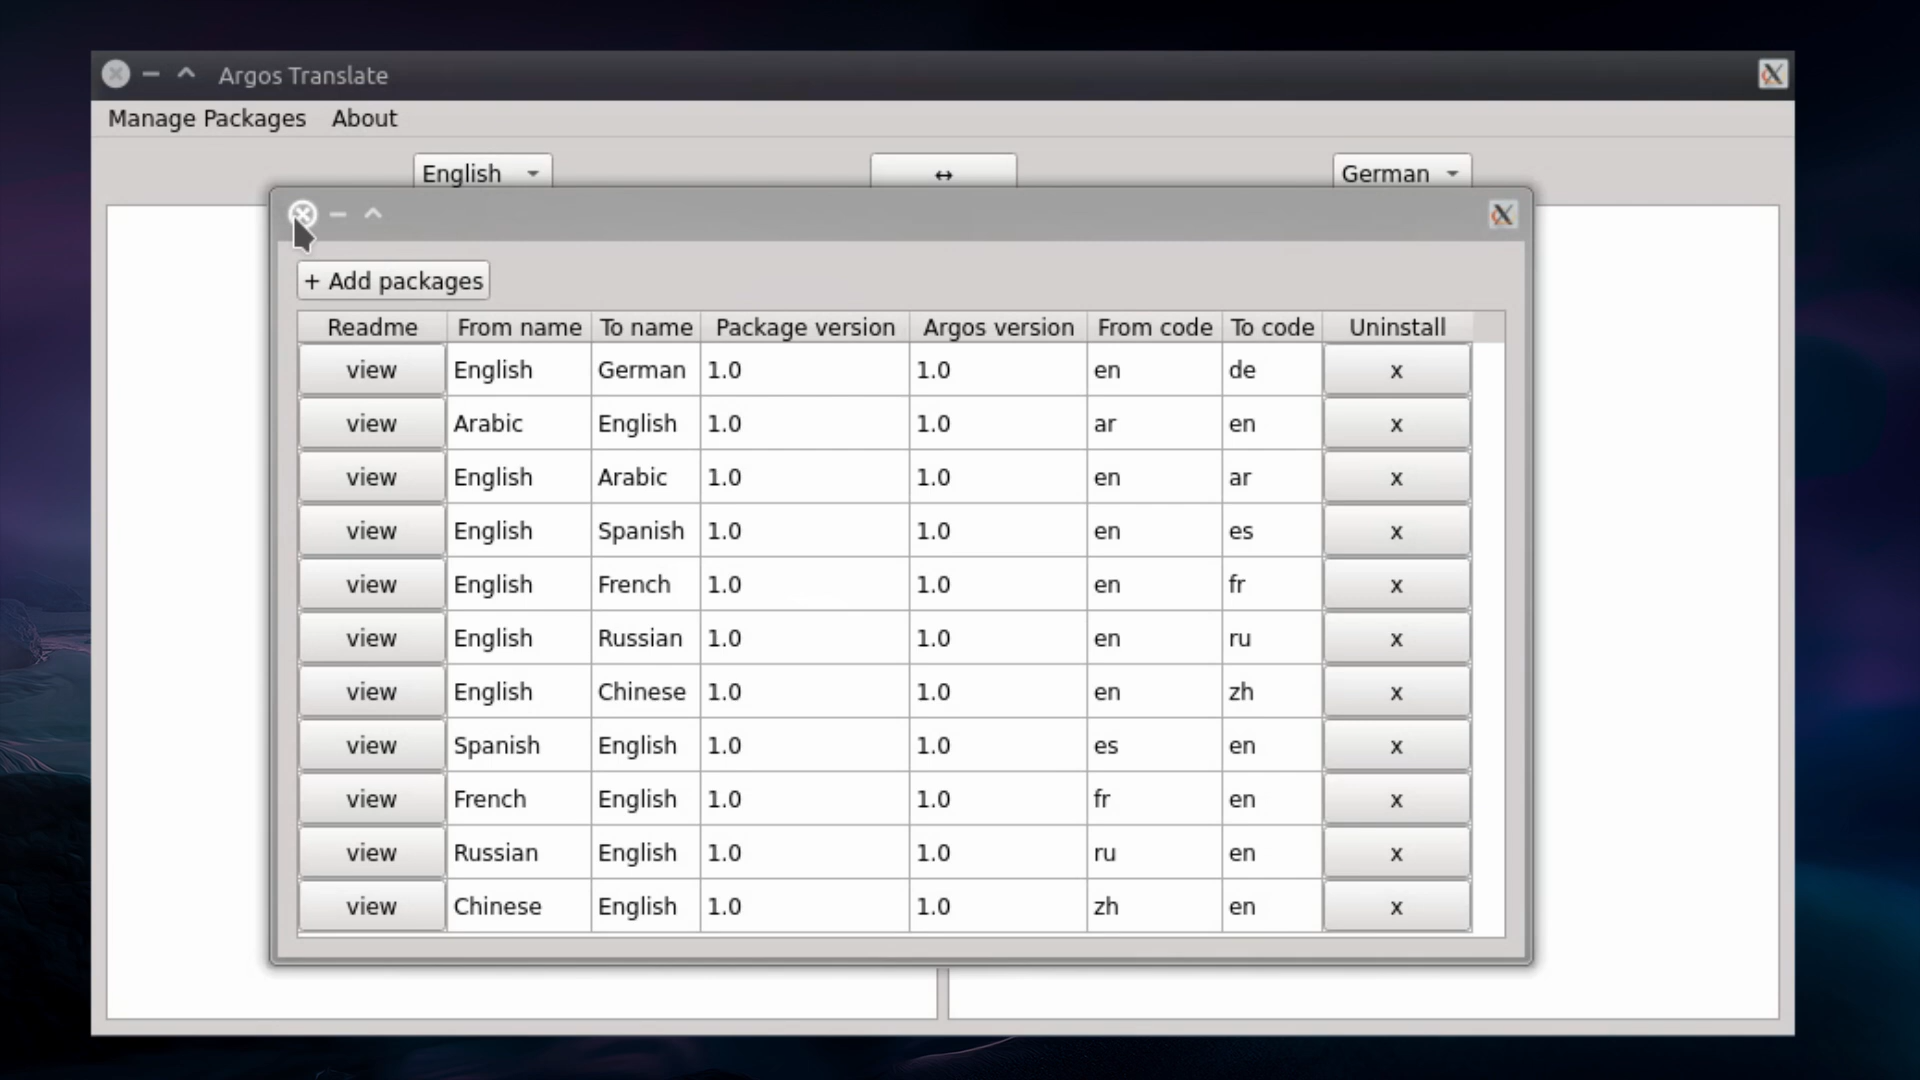 Argos Translate
Manage Packages About
English ↔ German
+ Add packages
Readme From name To name Package version Argos version From code To code Uninstall
view English German 1.0 1.0 en de x
view Arabic English 1.0 1.0 ar en x
view English Arabic 1.0 1.0 en ar x
view English Spanish 1.0 1.0 en es x
view English French 1.0 1.0 en fr x
view English Russian 1.0 1.0 en ru x
view English Chinese 1.0 1.0 en zh x
view Spanish English 1.0 1.0 es en x
view French English 1.0 1.0 fr en x
view Russian English 1.0 1.0 ru en x
view Chinese English 1.0 1.0 zh en x